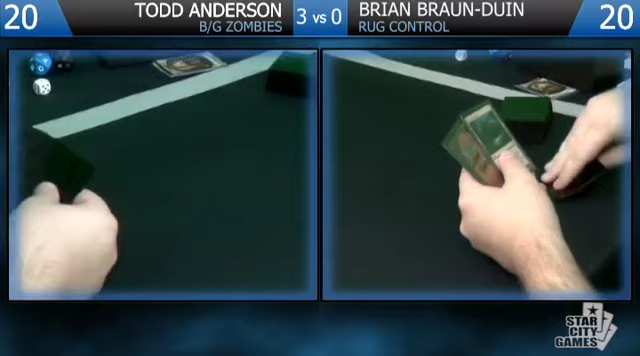 20
TODD ANDERSON
B/G ZOMBIES
3 vs 0
BRIAN BRAUN-DUIN
RUG CONTROL
20
STAR
CITY
GAMES